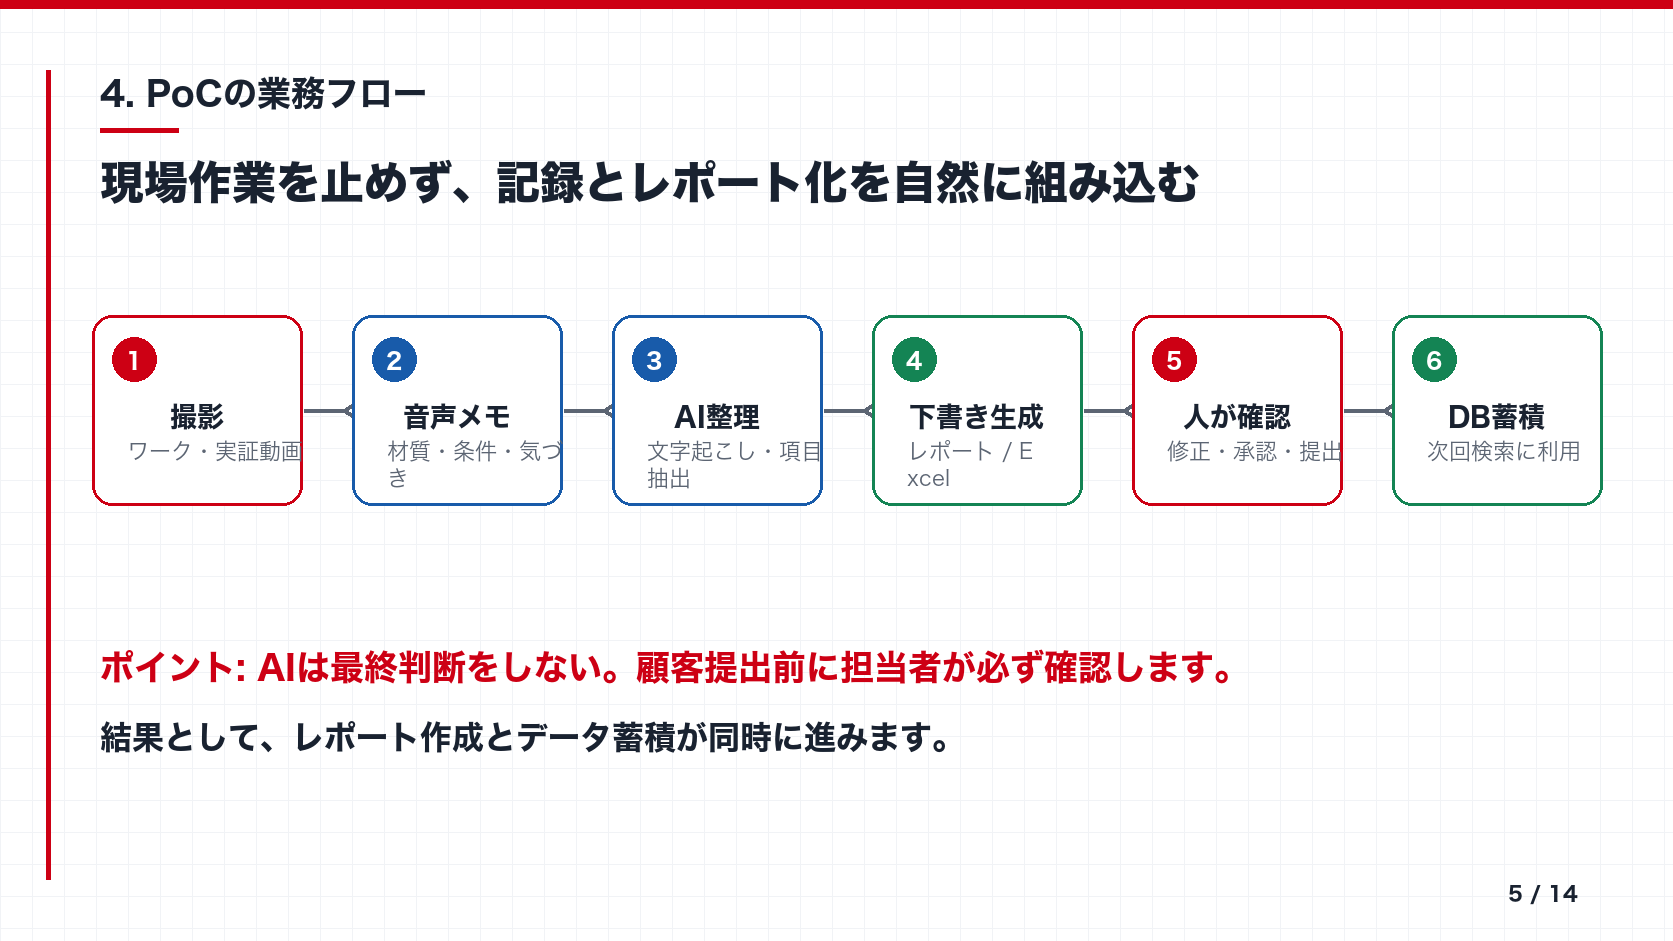 4. PoCの業務フロー
現場作業を止めず、記録とレポート化を自然に組み込む
1
撮影
ワーク・実証動画
2
音声メモ
材質・条件・気づ
き
3
AI整理
文字起こし・項目
抽出
4
下書き生成
レポート / E
xcel
5
人が確認
修正・承認・提出
6
DB蓄積
次回検索に利用
ポイント: AIは最終判断をしない。顧客提出前に担当者が必ず確認します。
結果として、レポート作成とデータ蓄積が同時に進みます。
5 / 14